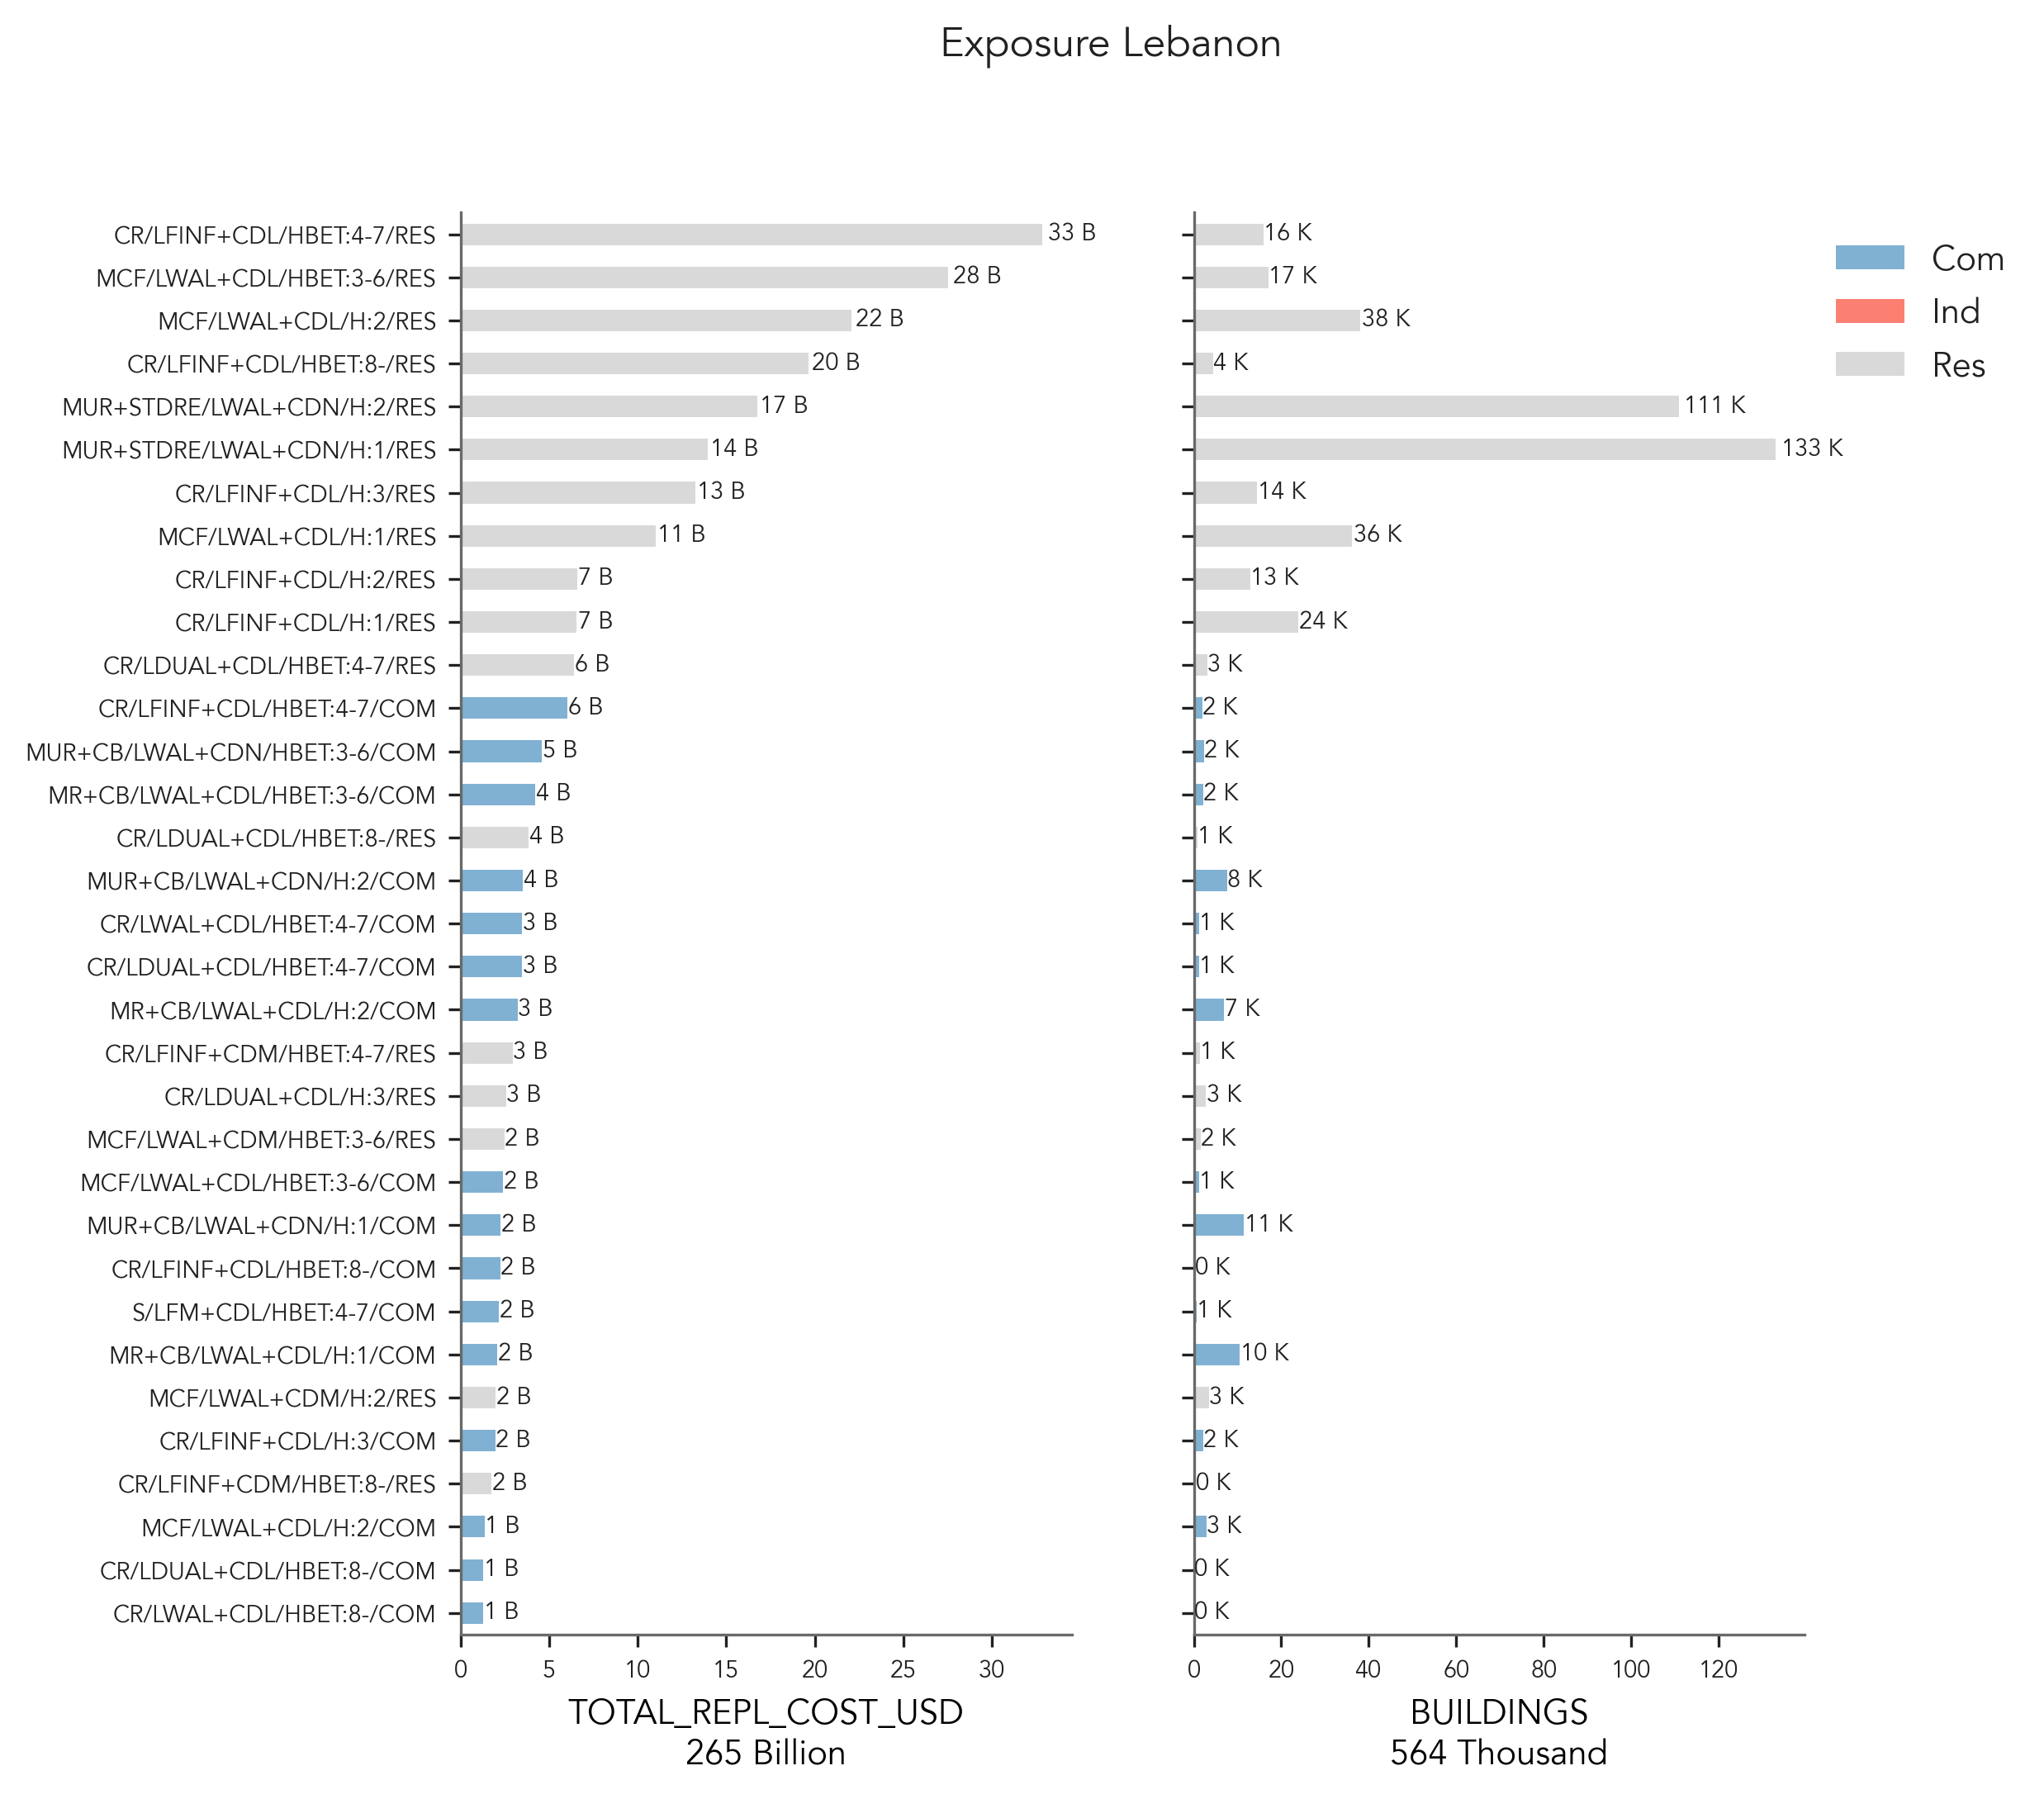 Exposure Lebanon
CR/LFINF+CDL/HBET:4-7/RES 33 B 16 K
MCF/LWAL+CDL/HBET:3-6/RES 28 B 17 K
MCF/LWAL+CDL/H:2/RES 22 B 38 K
CR/LFINF+CDL/HBET:8-/RES 20 B 4 K
MUR+STDRE/LWAL+CDN/H:2/RES 17 B 111 K
MUR+STDRE/LWAL+CDN/H:1/RES 14 B 133 K
CR/LFINF+CDL/H:3/RES 13 B 14 K
MCF/LWAL+CDL/H:1/RES 11 B 36 K
CR/LFINF+CDL/H:2/RES 7 B 13 K
CR/LFINF+CDL/H:1/RES 7 B 24 K
CR/LDUAL+CDL/HBET:4-7/RES 6 B 3 K
CR/LFINF+CDL/HBET:4-7/COM 6 B 2 K
MUR+CB/LWAL+CDN/HBET:3-6/COM 5 B 2 K
MR+CB/LWAL+CDL/HBET:3-6/COM 4 B 2 K
CR/LDUAL+CDL/HBET:8-/RES 4 B 1 K
MUR+CB/LWAL+CDN/H:2/COM 4 B 8 K
CR/LWAL+CDL/HBET:4-7/COM 3 B 1 K
CR/LDUAL+CDL/HBET:4-7/COM 3 B 1 K
MR+CB/LWAL+CDL/H:2/COM 3 B 7 K
CR/LFINF+CDM/HBET:4-7/RES 3 B 1 K
CR/LDUAL+CDL/H:3/RES 3 B 3 K
MCF/LWAL+CDM/HBET:3-6/RES 2 B 2 K
MCF/LWAL+CDL/HBET:3-6/COM 2 B 1 K
MUR+CB/LWAL+CDN/H:1/COM 2 B 11 K
CR/LFINF+CDL/HBET:8-/COM 2 B 0 K
S/LFM+CDL/HBET:4-7/COM 2 B 1 K
MR+CB/LWAL+CDL/H:1/COM 2 B 10 K
MCF/LWAL+CDM/H:2/RES 2 B 3 K
CR/LFINF+CDL/H:3/COM 2 B 2 K
CR/LFINF+CDM/HBET:8-/RES 2 B 0 K
MCF/LWAL+CDL/H:2/COM 1 B 3 K
CR/LDUAL+CDL/HBET:8-/COM 1 B 0 K
CR/LWAL+CDL/HBET:8-/COM 1 B 0 K
0 5 10 15 20 25 30
TOTAL_REPL_COST_USD
265 Billion
0 20 40 60 80 100 120
BUILDINGS
564 Thousand
Com
Ind
Res